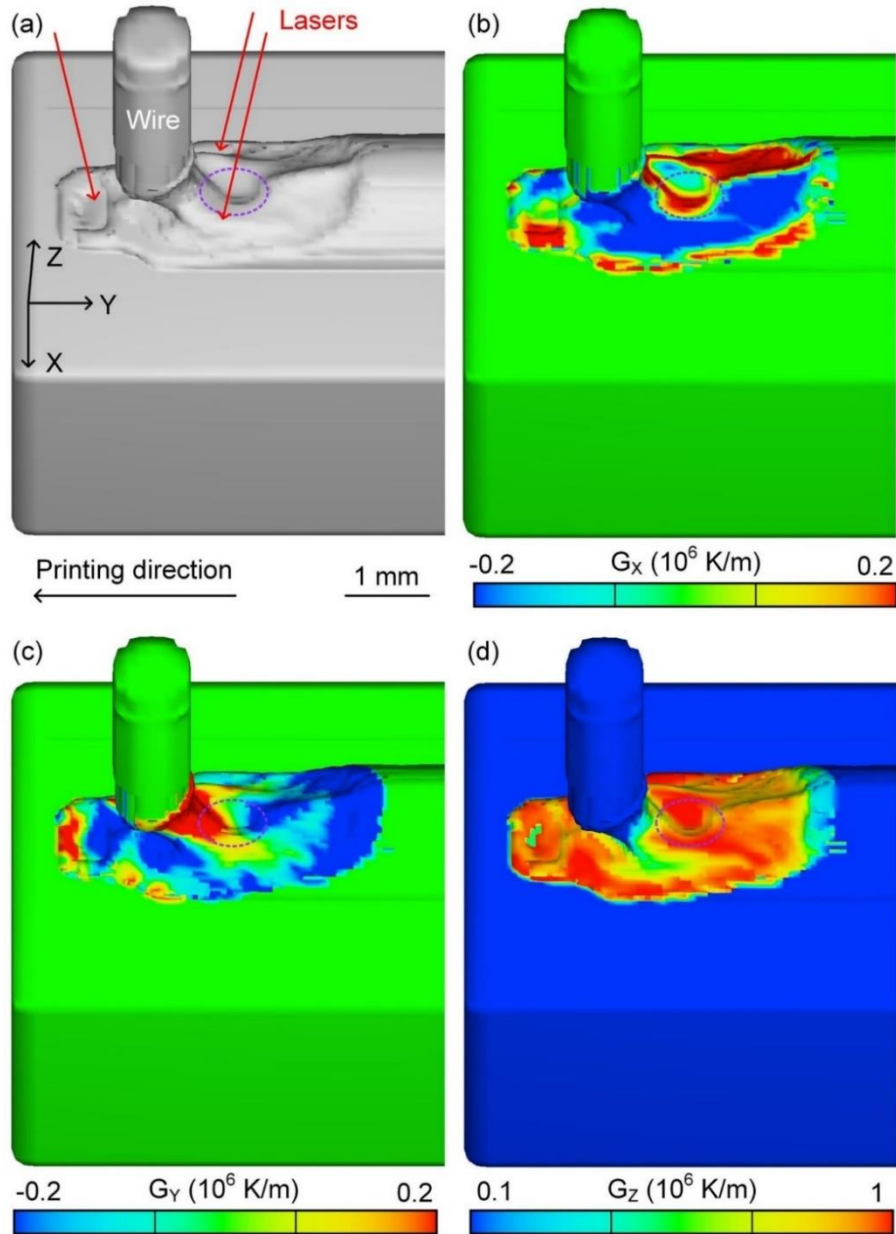 (a)
Lasers
Wire
Z
Y
X
Printing direction
1 mm
(b)
-0.2 G_X (10^6 K/m) 0.2
(c)
-0.2 G_Y (10^6 K/m) 0.2
(d)
0.1 G_Z (10^6 K/m) 1